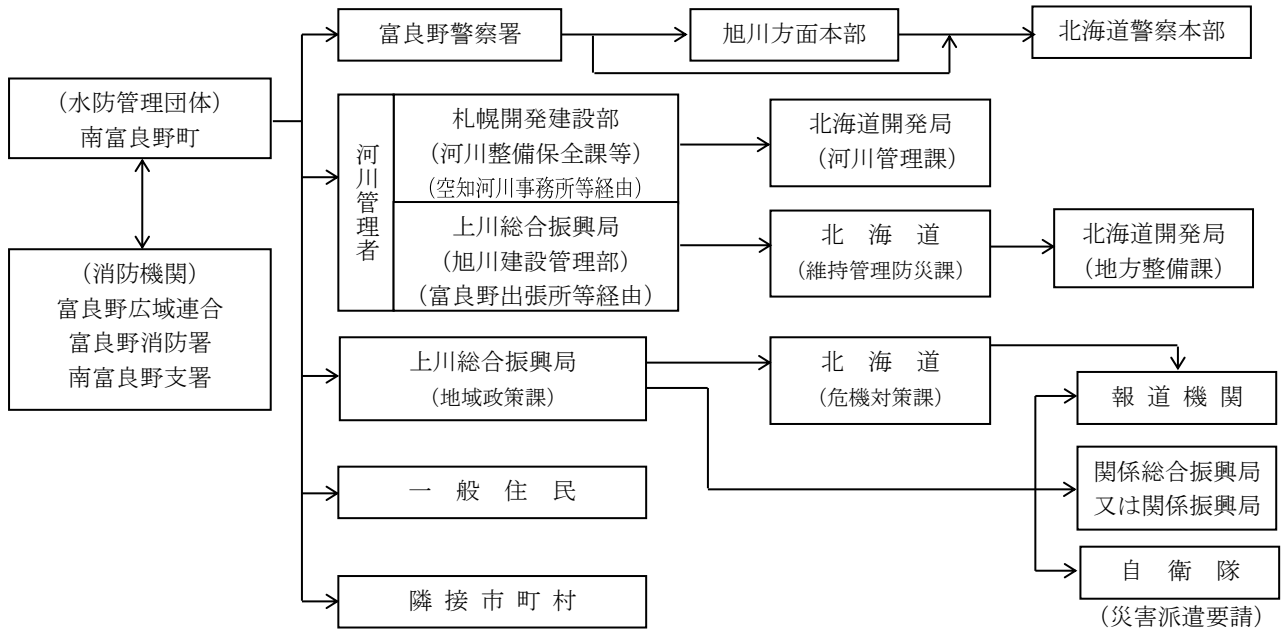 富良野警察署
旭川方面本部
北海道警察本部
(水防管理団体)
南富良野町
河川管理者
札幌開発建設部
(河川整備保全課等)
(空知河川事務所等経由)
北海道開発局
(河川管理課)
上川総合振興局
(旭川建設管理部)
(富良野出張所等経由)
北 海 道
(維持管理防災課)
北海道開発局
(地方整備課)
(消防機関)
富良野広域連合
富良野消防署
南富良野支署
上川総合振興局
(地域政策課)
北 海 道
(危機対策課)
報 道 機 関
関係総合振興局
又は関係振興局
一 般 住 民
自 衛 隊
(災害派遣要請)
隣 接 市 町 村